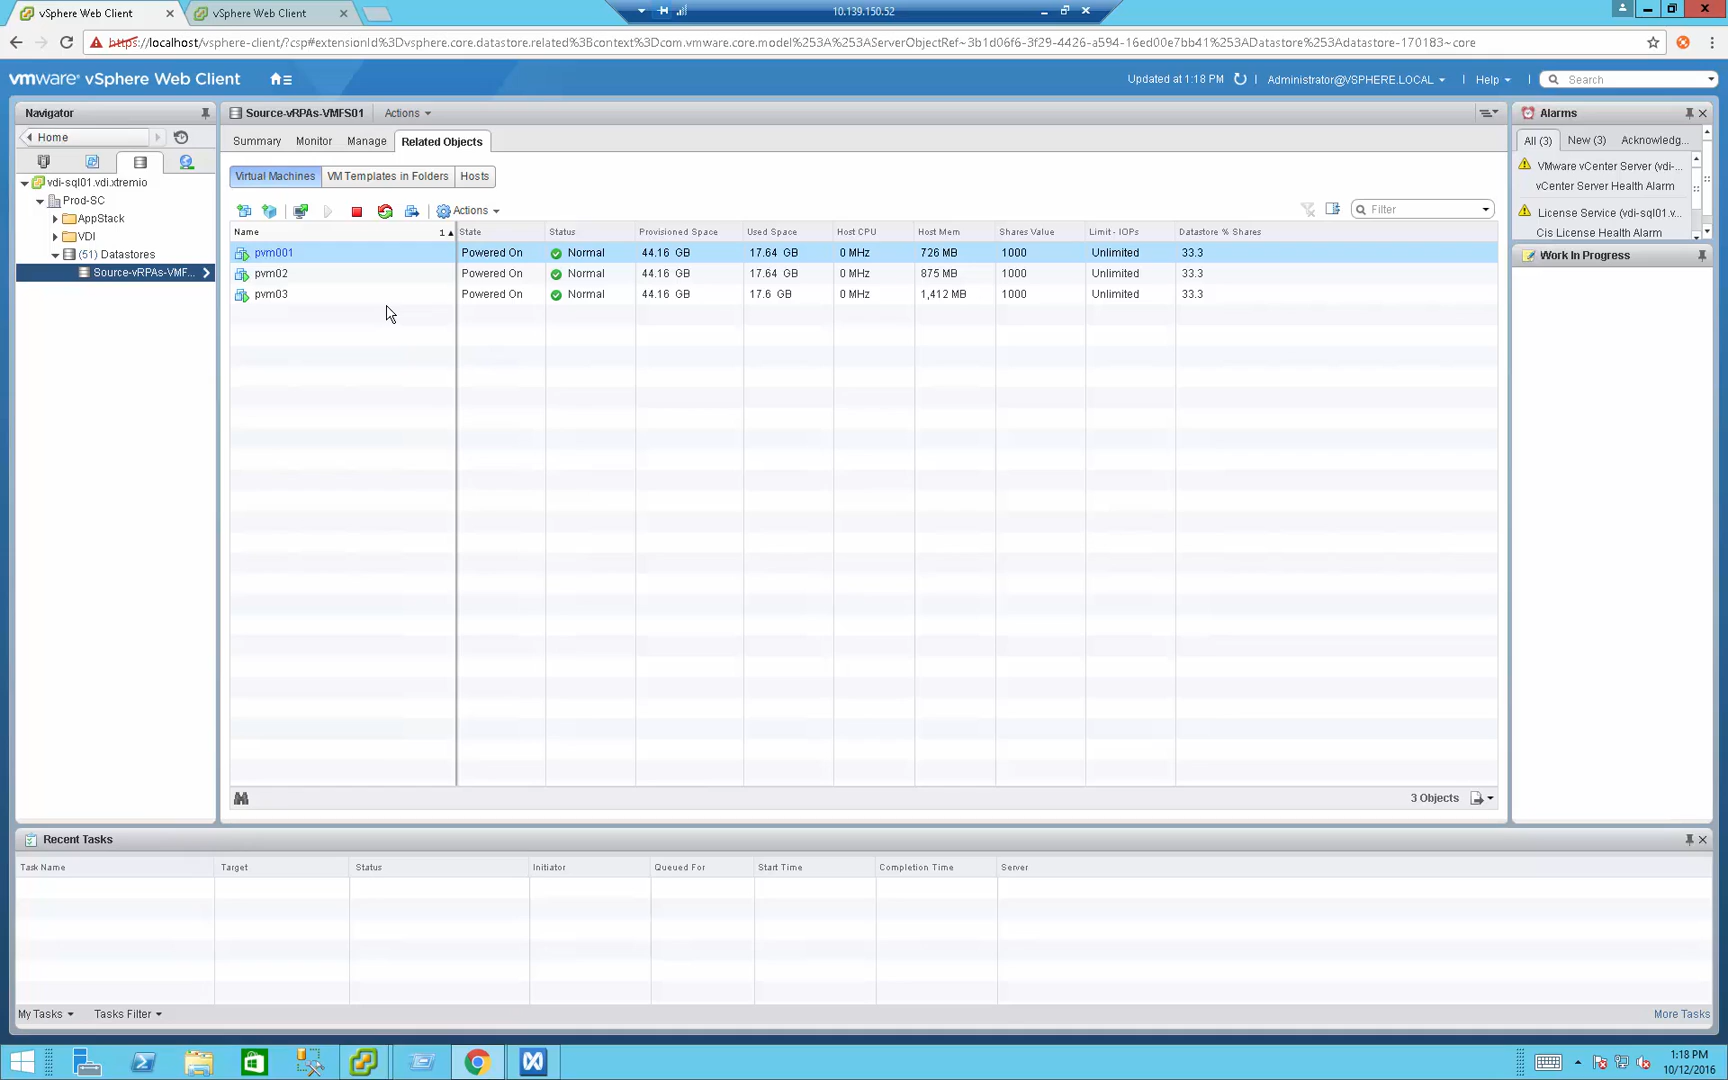 vSphere Web Client
vSphere Web Client
10.139.150.52
https://localhost/vsphere-client/?csp#extensionId%3Dvsphere.core.datastore.related%3Bcontext%3Dcom.vmware.core.model%253A%253AServerObjectRef~3b1d06f6-3f29-4426-a594-16ed00e7bb41%253ADatastore%253Adatastore-170183~core
vmware® vSphere Web Client
Updated at 1:18 PM
Administrator@VSPHERE.LOCAL
Help
Search
Navigator
Home
vdi-sql01.vdi.xtremio
Prod-SC
AppStack
VDI
(51) Datastores
Source-vRPAs-VMF...
Source-vRPAs-VMFS01 Actions
Summary Monitor Manage Related Objects
Virtual Machines VM Templates in Folders Hosts
Actions
Filter
Name 1 State Status Provisioned Space Used Space Host CPU Host Mem Shares Value Limit - IOPs Datastore % Shares
pvm001 Powered On Normal 44.16 GB 17.64 GB 0 MHz 726 MB 1000 Unlimited 33.3
pvm02 Powered On Normal 44.16 GB 17.64 GB 0 MHz 875 MB 1000 Unlimited 33.3
pvm03 Powered On Normal 44.16 GB 17.6 GB 0 MHz 1,412 MB 1000 Unlimited 33.3
3 Objects
Alarms
All (3) New (3) Acknowledg...
VMware vCenter Server (vdi-...
vCenter Server Health Alarm
License Service (vdi-sql01.v...
Cis License Health Alarm
Work In Progress
Recent Tasks
Task Name Target Status Initiator Queued For Start Time Completion Time Server
My Tasks Tasks Filter More Tasks
1:18 PM
10/12/2016